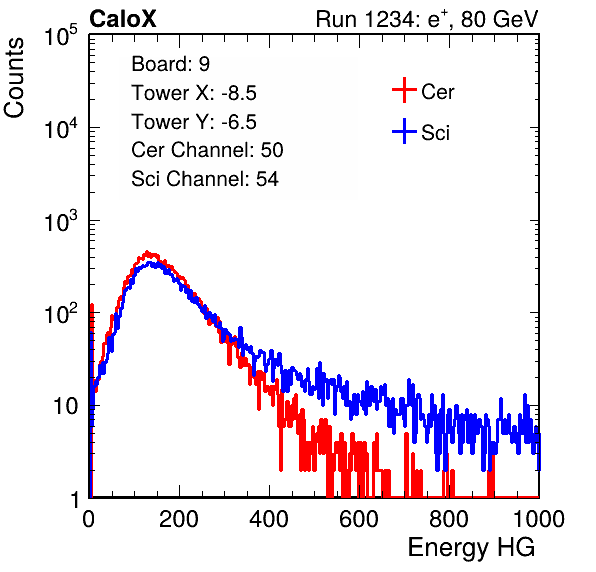 CaloX Run 1234: e⁺, 80 GeV
Counts
Board: 9
Tower X: -8.5
Tower Y: -6.5
Cer Channel: 50
Sci Channel: 54
Cer
Sci
10⁵
10⁴
10³
10²
10
1
0 200 400 600 800 1000
Energy HG